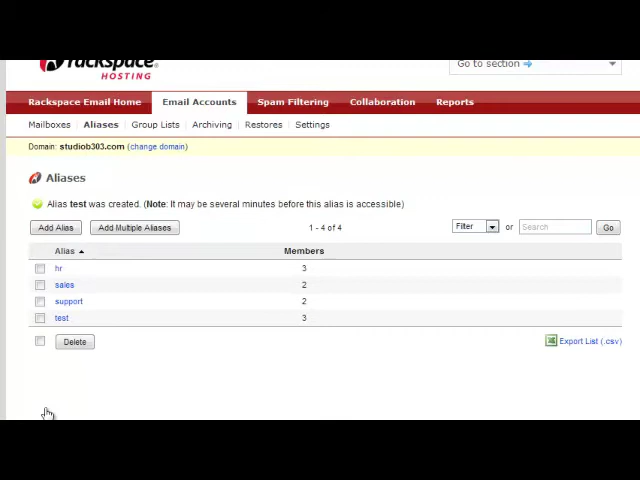 rackspace®
HOSTING
Go to section
Rackspace Email Home Email Accounts Spam Filtering Collaboration Reports
Mailboxes Aliases Group Lists Archiving Restores Settings
Domain: studiob303.com (change domain)
Aliases
Alias test was created. (Note: It may be several minutes before this alias is accessible)
Add Alias Add Multiple Aliases 1 - 4 of 4 Filter or Search Go
Alias Members
hr 3
sales 2
support 2
test 3
Delete Export List (.csv)